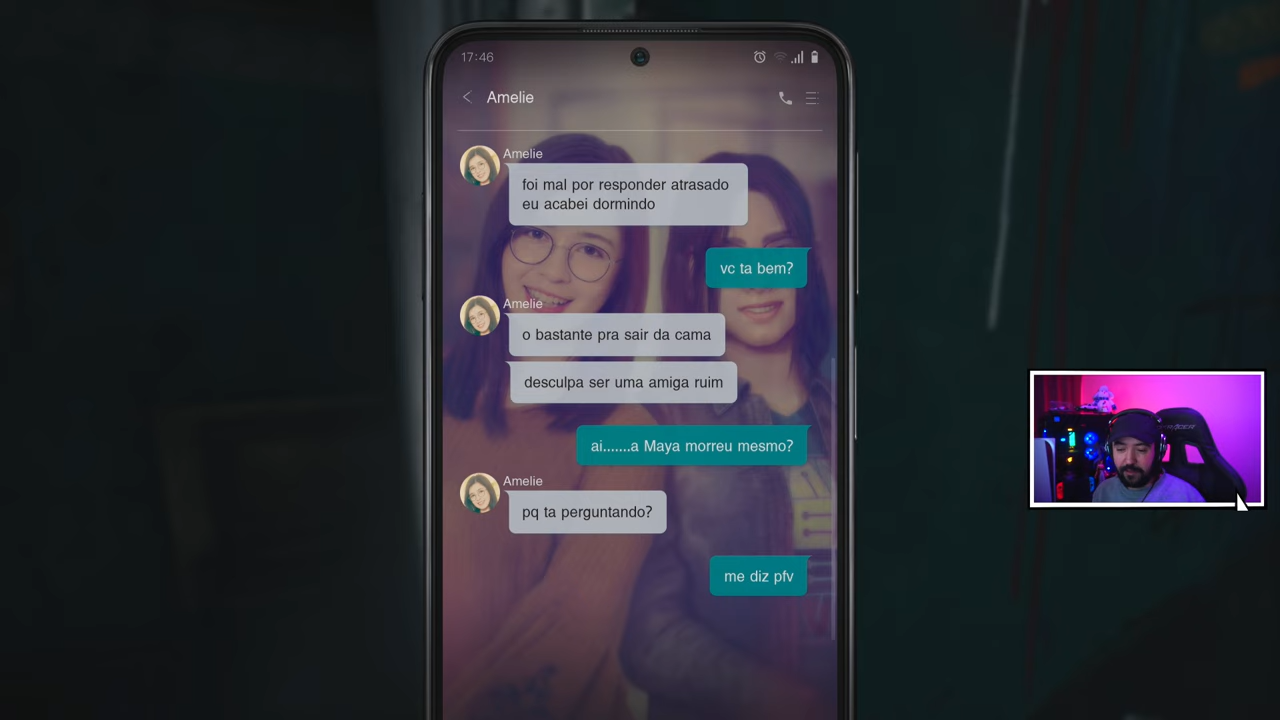 17:46
Amelie
Amelie
foi mal por responder atrasado
eu acabei dormindo
vc ta bem?
Amelie
o bastante pra sair da cama
desculpa ser uma amiga ruim
ai.......a Maya morreu mesmo?
Amelie
pq ta perguntando?
me diz pfv